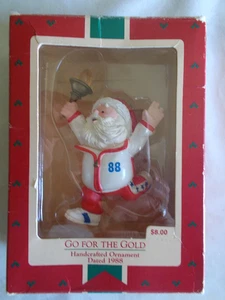 88
$8.00
GO FOR THE GOLD
Handcrafted Ornament
Dated 1988